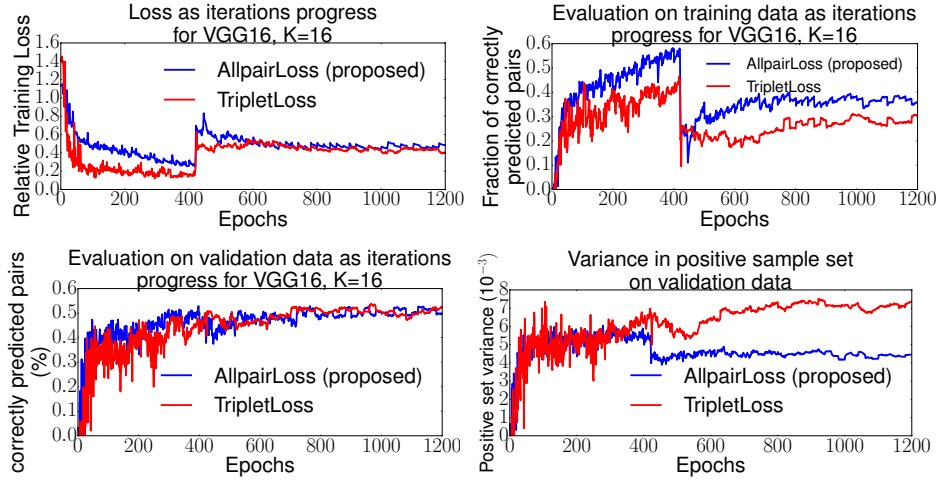 Loss as iterations progress
for VGG16, K=16
Relative Training Loss
1.6
1.4
1.2
1.0
0.8
0.6
0.4
0.2
0.0
AllpairLoss (proposed)
TripletLoss
0 200 400 600 800 1000 1200
Epochs
Evaluation on training data as iterations
progress for VGG16, K=16
Fraction of correctly
predicted pairs
0.6
0.5
0.4
0.3
0.2
0.1
0.0
AllpairLoss (proposed)
TripletLoss
0 200 400 600 800 1000 1200
Epochs
Evaluation on validation data as iterations
progress for VGG16, K=16
correctly predicted pairs
(%)
0.6
0.5
0.4
0.3
0.2
0.1
0.0
AllpairLoss (proposed)
TripletLoss
0 200 400 600 800 1000 1200
Epochs
Variance in positive sample set
on validation data
Positive set variance (10⁻³)
8
7
6
5
4
3
2
1
0
AllpairLoss (proposed)
TripletLoss
0 200 400 600 800 1000 1200
Epochs